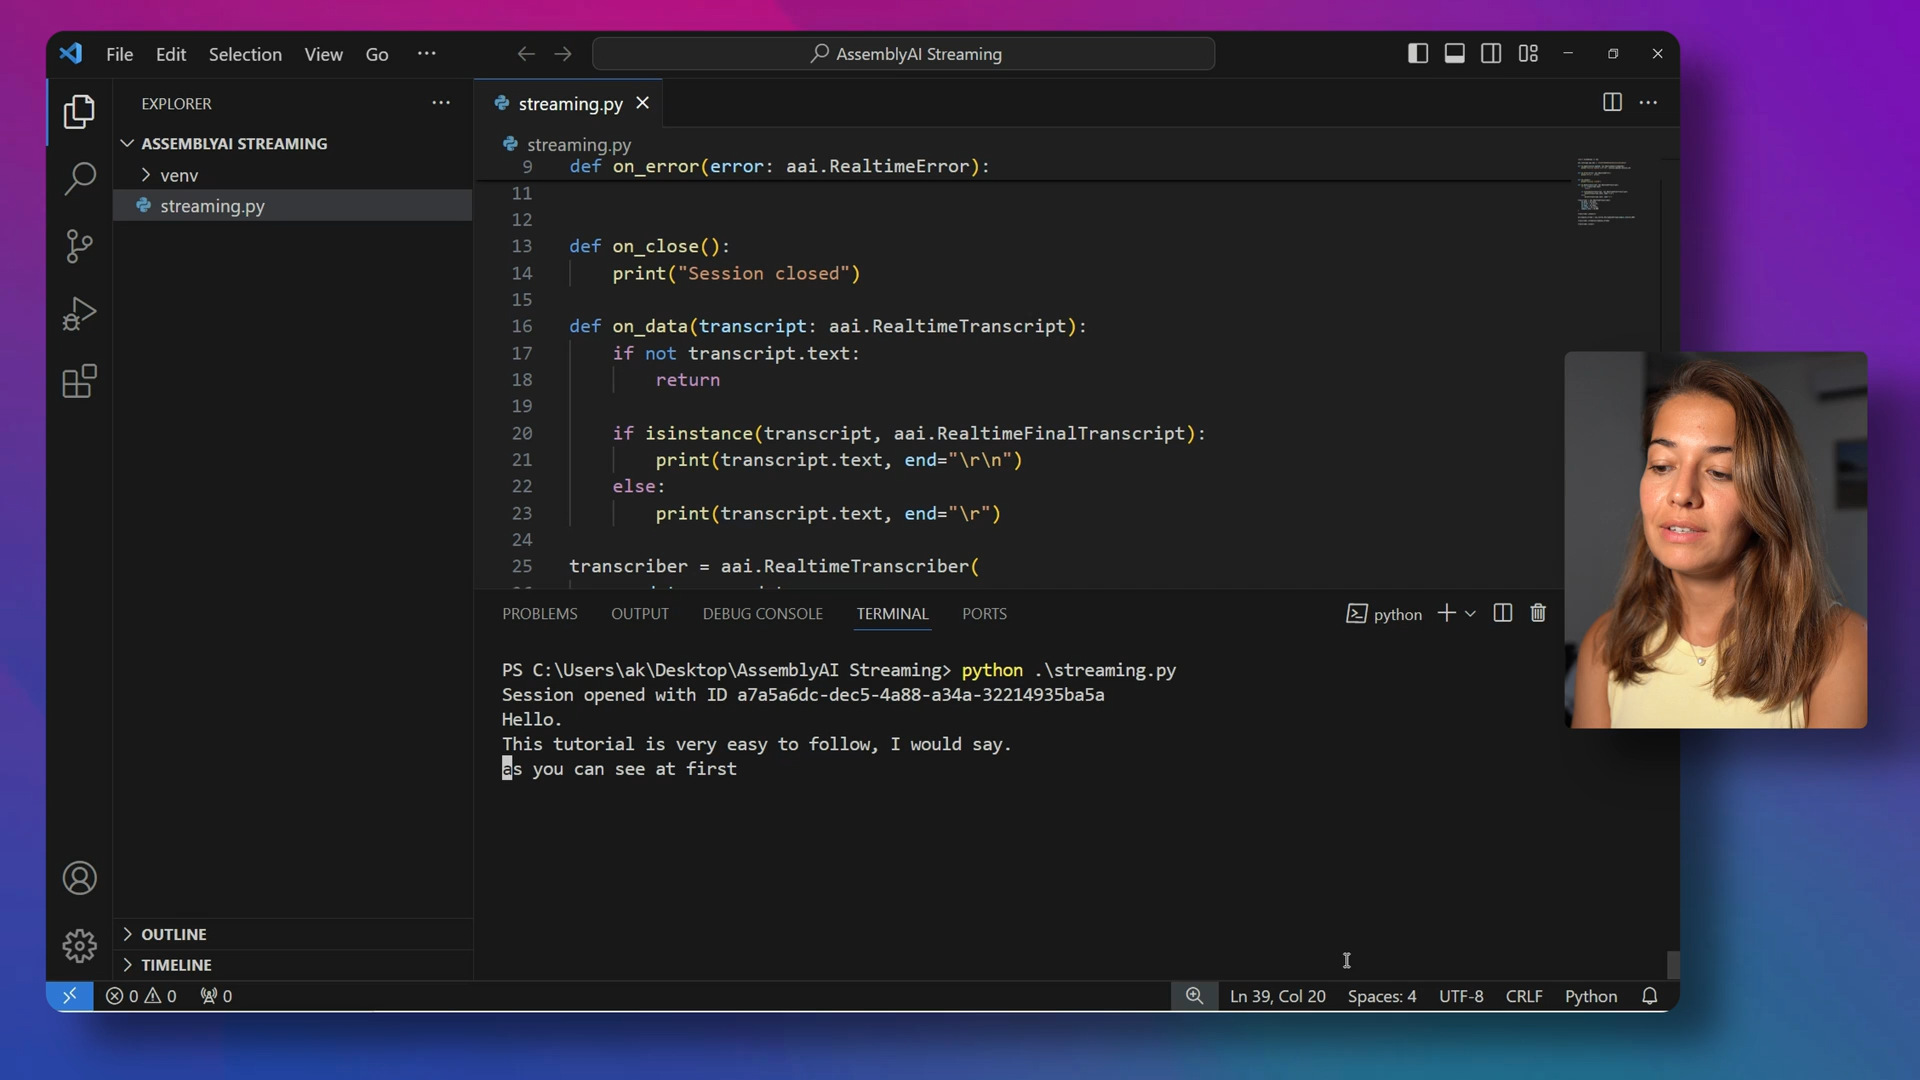 File Edit Selection View Go ··· AssemblyAI Streaming
EXPLORER
ASSEMBLYAI STREAMING
venv
streaming.py
OUTLINE
TIMELINE
streaming.py
streaming.py
9 def on_error(error: aai.RealtimeError):
11
12
13 def on_close():
14 print("Session closed")
15
16 def on_data(transcript: aai.RealtimeTranscript):
17 if not transcript.text:
18 return
19
20 if isinstance(transcript, aai.RealtimeFinalTranscript):
21 print(transcript.text, end="\r\n")
22 else:
23 print(transcript.text, end="\r")
24
25 transcriber = aai.RealtimeTranscriber(
PROBLEMS OUTPUT DEBUG CONSOLE TERMINAL PORTS python
PS C:\Users\ak\Desktop\AssemblyAI Streaming> python .\streaming.py
Session opened with ID a7a5a6dc-dec5-4a88-a34a-32214935ba5a
Hello.
This tutorial is very easy to follow, I would say.
as you can see at first
0 0 0 Ln 39, Col 20 Spaces: 4 UTF-8 CRLF Python